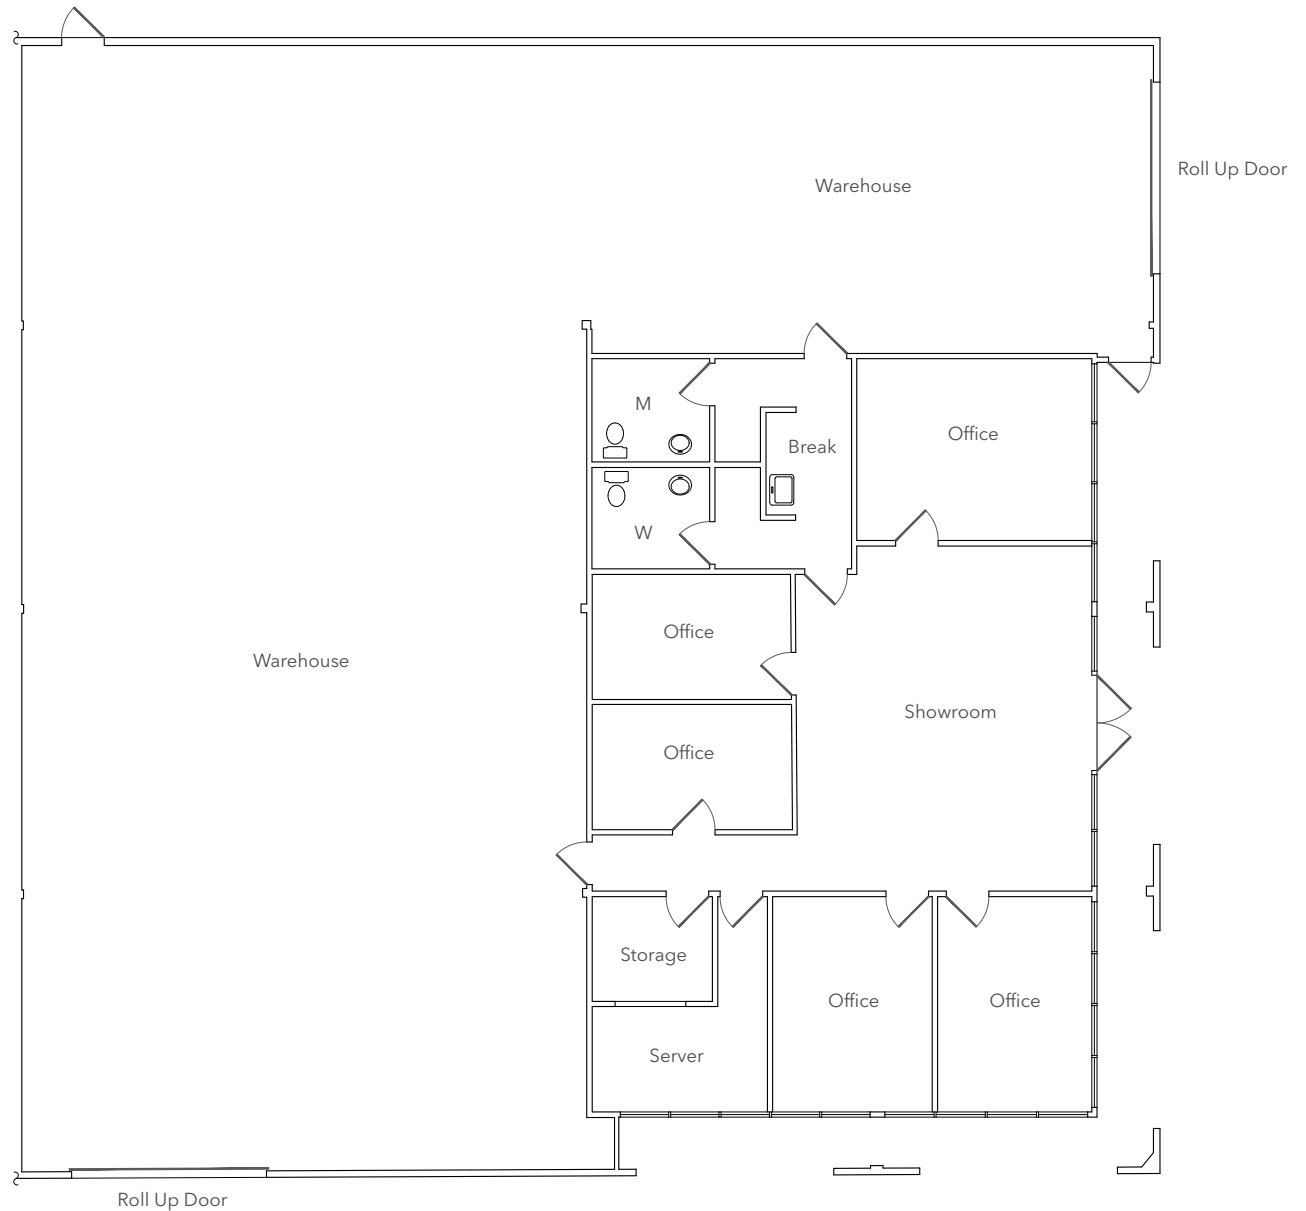 Roll Up Door
Warehouse
M
Break
Office
W
Office
Warehouse
Showroom
Office
Storage
Office
Office
Server
Roll Up Door